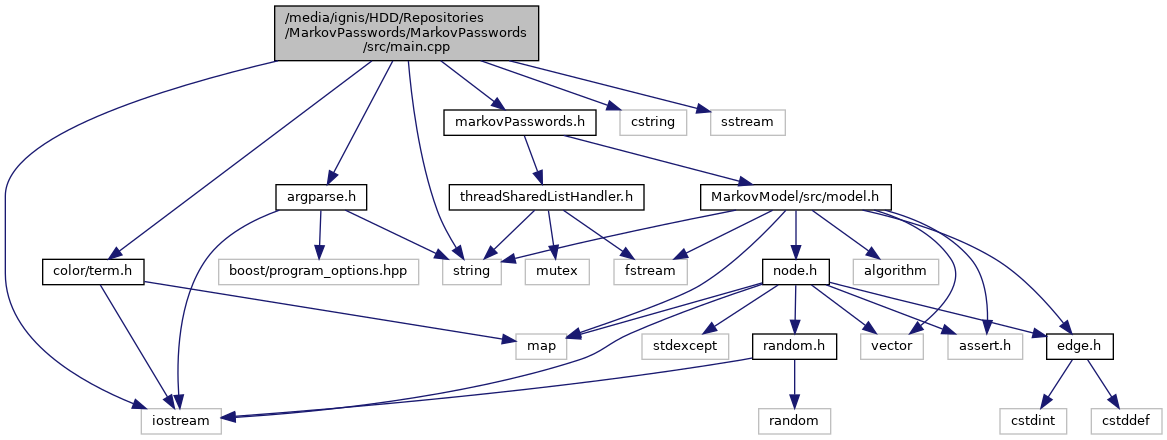 /media/ignis/HDD/Repositories
/MarkovPasswords/MarkovPasswords
/src/main.cpp
markovPasswords.h
cstring
sstream
argparse.h
threadSharedListHandler.h
MarkovModel/src/model.h
color/term.h
boost/program_options.hpp
string
mutex
fstream
node.h
algorithm
map
stdexcept
random.h
vector
assert.h
edge.h
iostream
random
cstdint
cstddef